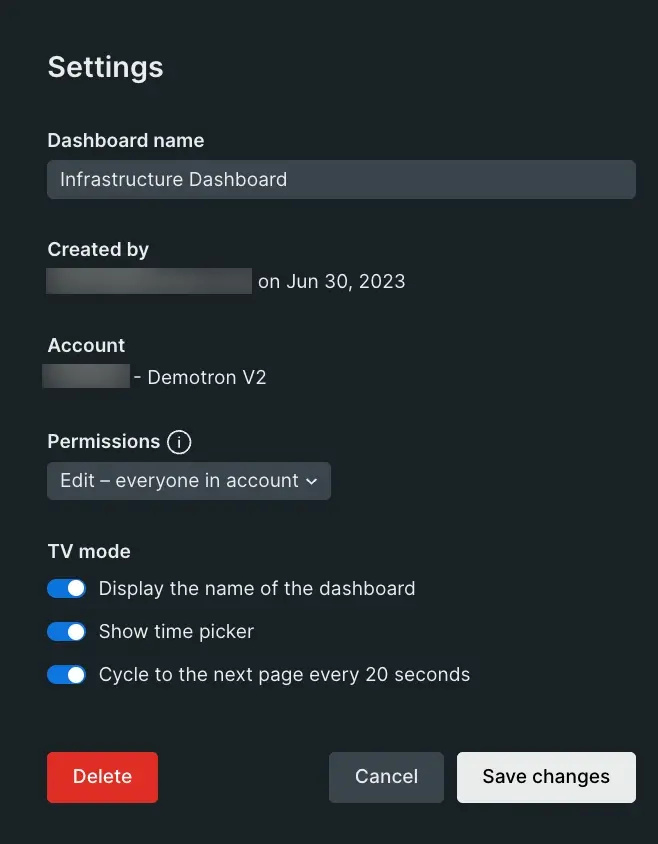 Settings
Dashboard name
Infrastructure Dashboard
Created by
on Jun 30, 2023
Account
- Demotron V2
Permissions
Edit – everyone in account
TV mode
Display the name of the dashboard
Show time picker
Cycle to the next page every 20 seconds
Delete Cancel Save changes